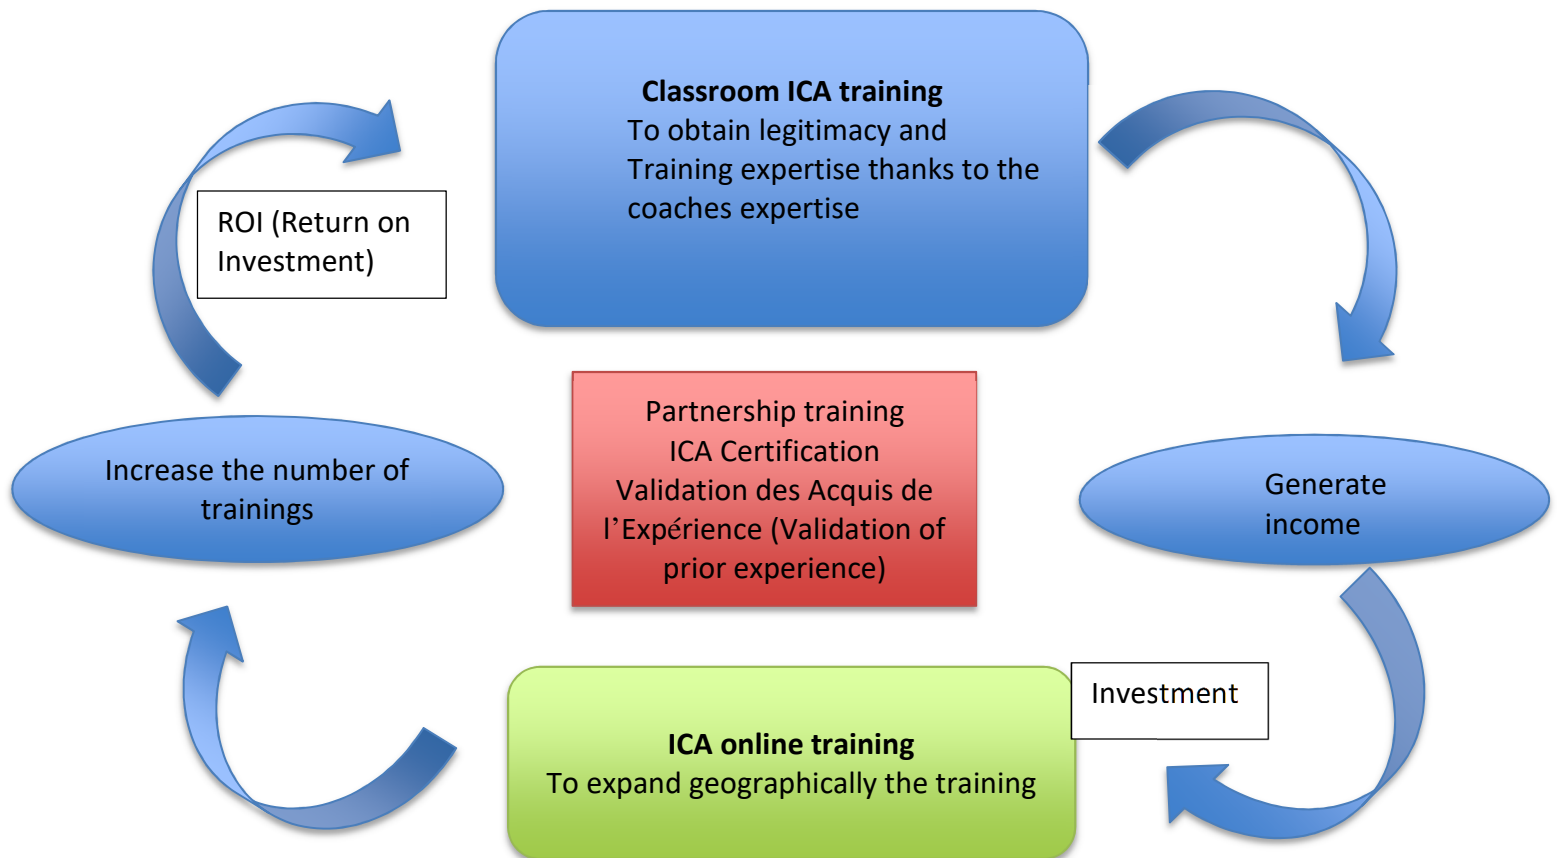 Classroom ICA training
To obtain legitimacy and
Training expertise thanks to the
coaches expertise
ROI (Return on
Investment)
Partnership training
ICA Certification
Validation des Acquis de
l’Expérience (Validation of
prior experience)
Increase the number of
trainings
Generate
income
Investment
ICA online training
To expand geographically the training